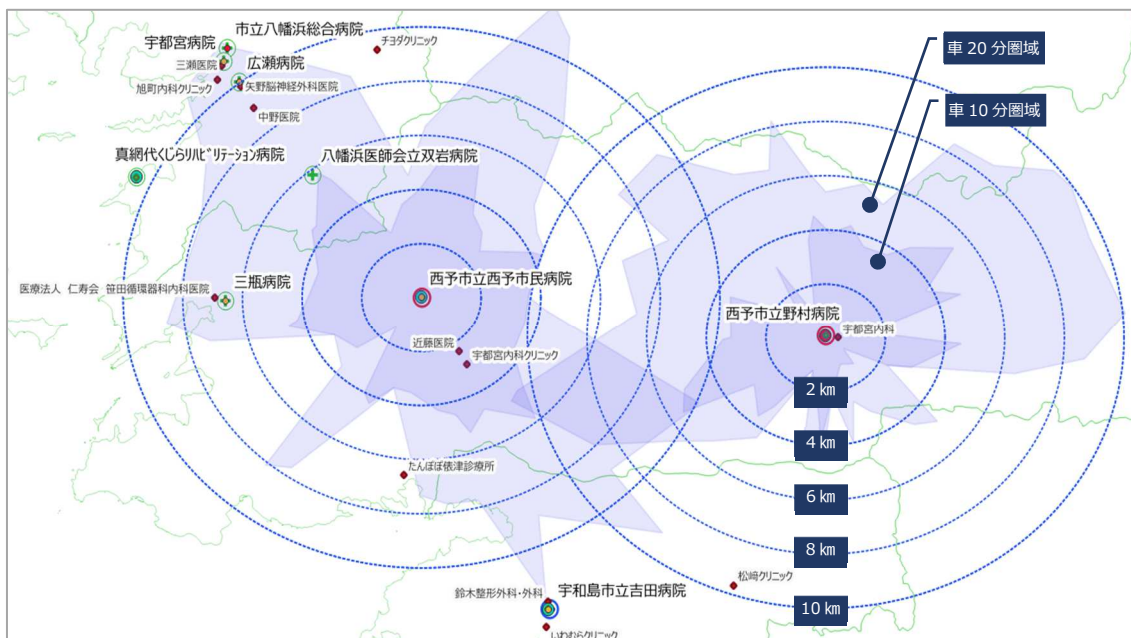 市立八幡浜総合病院
宇都宮病院
チヨダクリニック
車 20 分圏域
三瀬医院
広瀬病院
旭町内科クリニック
矢野脳神経外科医院
中野医院
車 10 分圏域
真網代くじらﾘﾊﾋﾞﾘﾃｰｼｮﾝ病院
八幡浜医師会立双岩病院
三瓶病院
医療法人 仁寿会 笹田循環器科内科医院
西予市立西予市民病院
西予市立野村病院
宇都宮内科
近藤医院
宇都宮内科クリニック
2 km
4 km
たんぽぽ俵津診療所
6 km
8 km
松﨑クリニック
鈴木整形外科・外科
宇和島市立吉田病院
10 km
いわむらクリニック